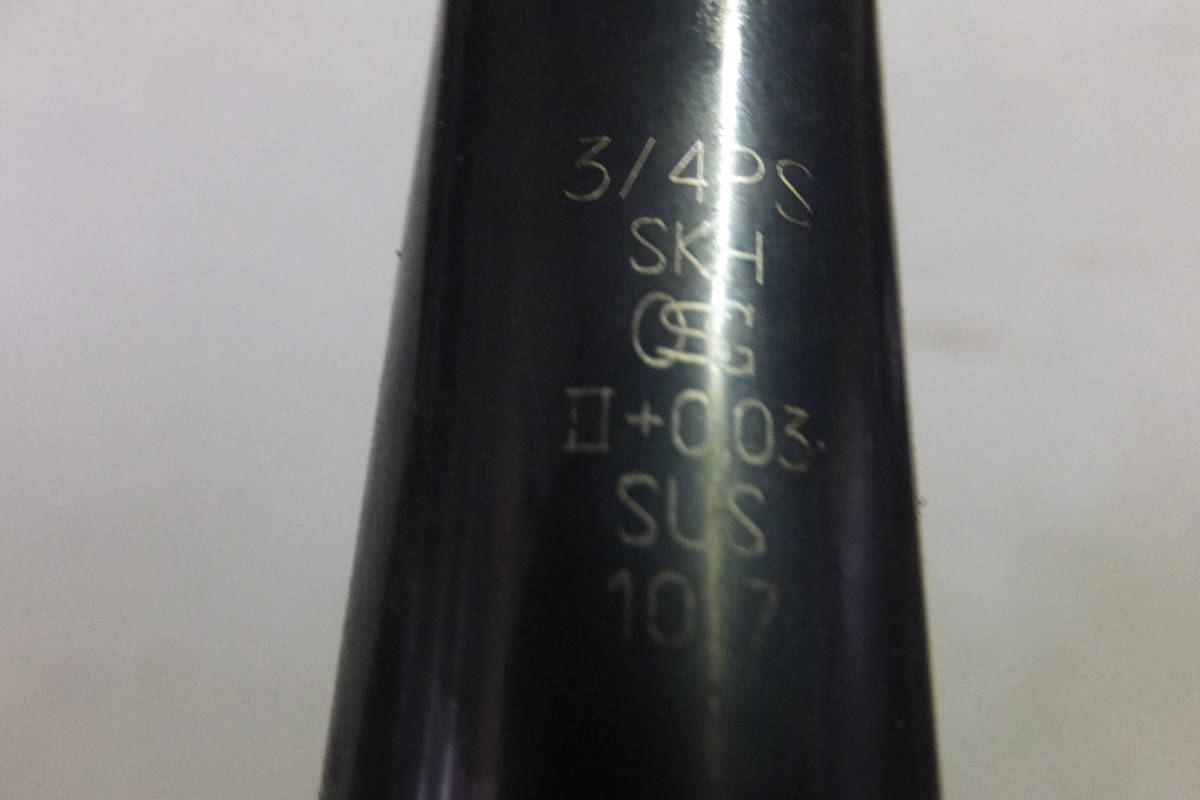 3/4PS
SKH
OSG
II+0.03
SUS